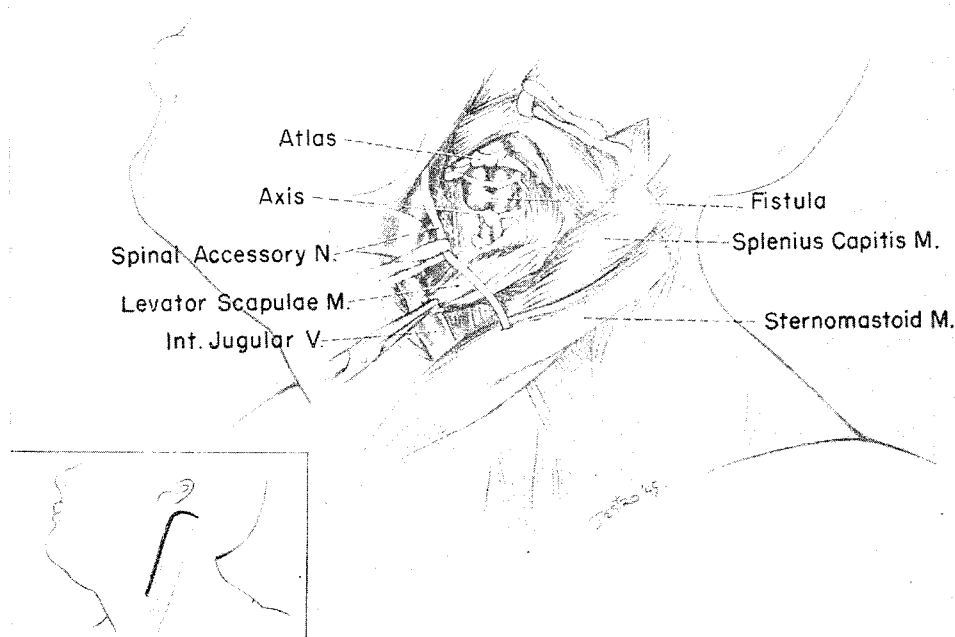 Atlas
Axis
Spinal Accessory N.
Levator Scapulae M.
Int. Jugular V.
Fistula
Splenius Capitis M.
Sternomastoid M.